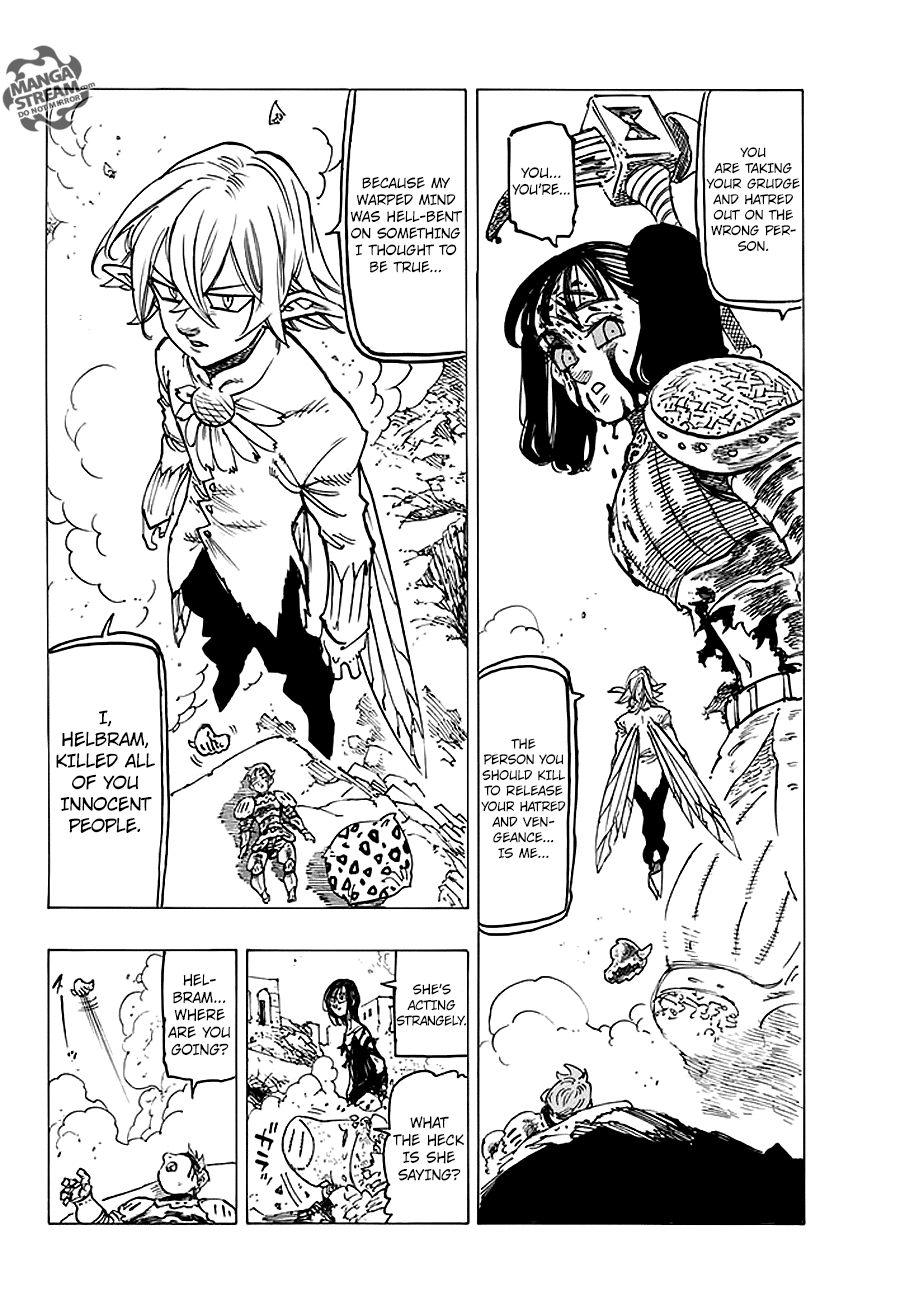 MANGA
STREAM.com
DO NOT MIRROR
YOU
ARE TAKING
YOUR GRUDGE
AND HATRED
OUT ON THE
WRONG PER-
SON.
YOU...
YOU'RE...
THE
PERSON YOU
SHOULD KILL
TO RELEASE
YOUR HATRED
AND VEN-
GEANCE...
IS ME...
BECAUSE MY
WARPED MIND
WAS HELL-BENT
ON SOMETHING
I THOUGHT TO
BE TRUE...
I,
HELBRAM,
KILLED ALL
OF YOU
INNOCENT
PEOPLE.
SHE'S
ACTING
STRANGELY.
WHAT
THE HECK
IS SHE
SAYING?
HEL-
BRAM...
WHERE
ARE YOU
GOING?